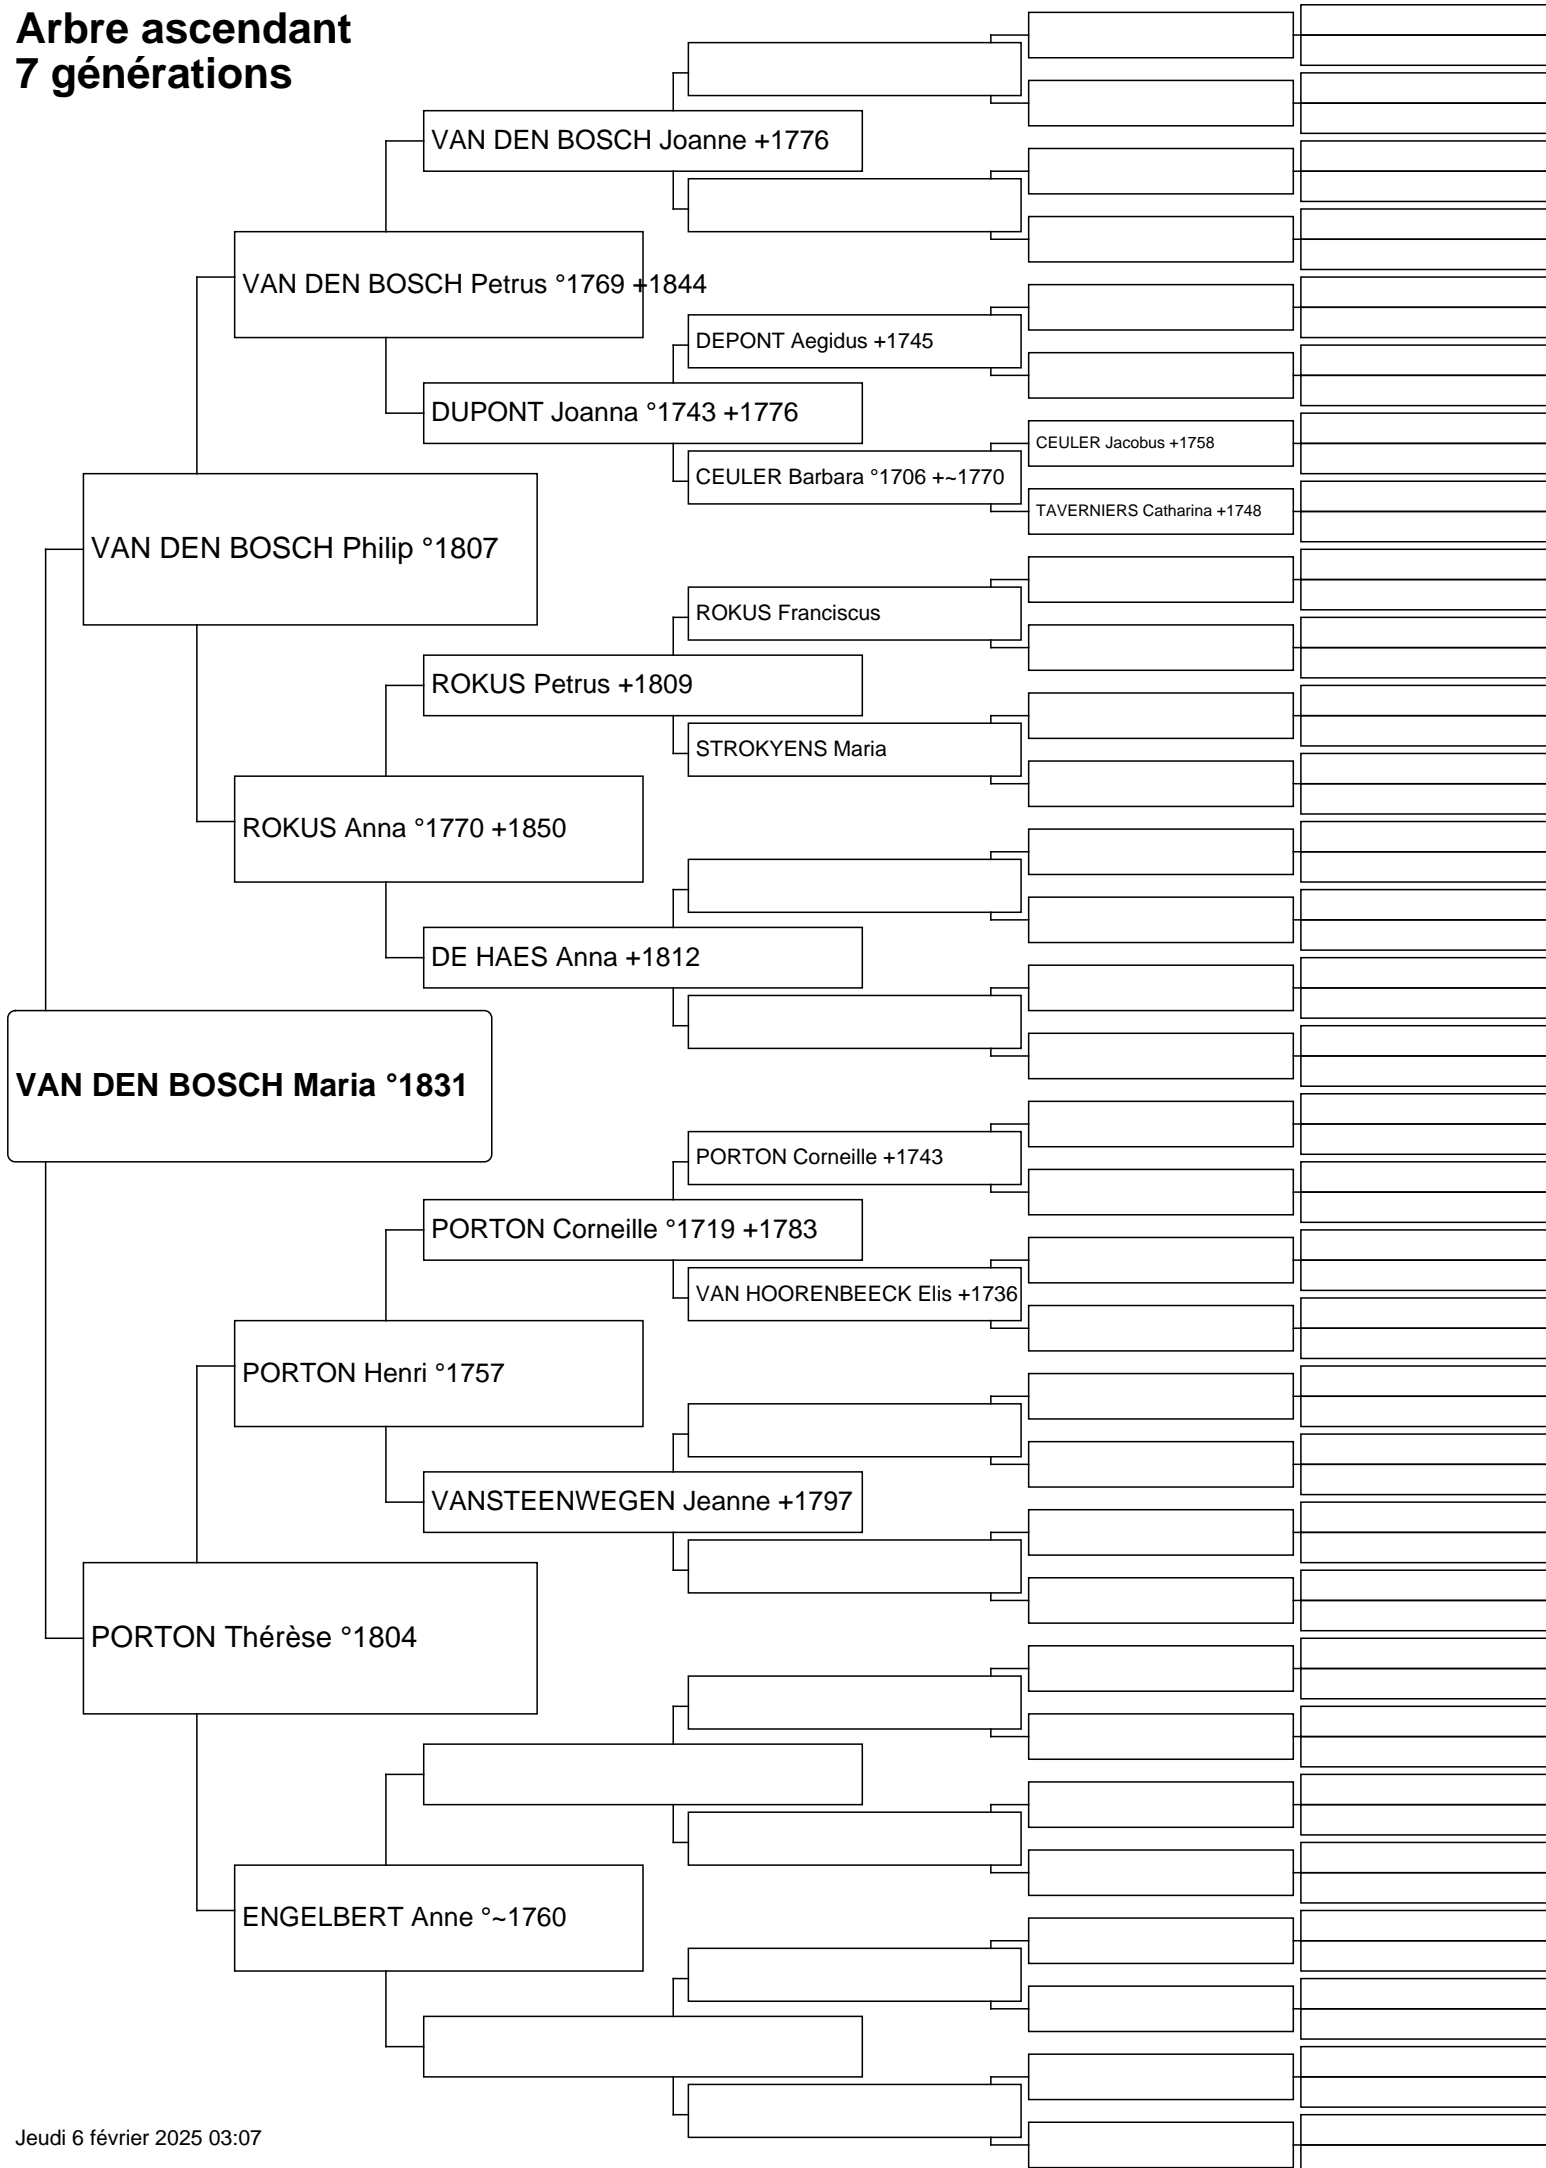 Arbre ascendant
7 générations
VAN DEN BOSCH Joanne +1776
VAN DEN BOSCH Petrus °1769 +1844
DEPONT Aegidus +1745
DUPONT Joanna °1743 +1776
CEULER Jacobus +1758
CEULER Barbara °1706 +~1770
TAVERNIERS Catharina +1748
VAN DEN BOSCH Philip °1807
ROKUS Franciscus
ROKUS Petrus +1809
STROKYENS Maria
ROKUS Anna °1770 +1850
DE HAES Anna +1812
VAN DEN BOSCH Maria °1831
PORTON Corneille +1743
PORTON Corneille °1719 +1783
VAN HOORENBEECK Elis +1736
PORTON Henri °1757
VANSTEENWEGEN Jeanne +1797
PORTON Thérèse °1804
ENGELBERT Anne °~1760
Jeudi 6 février 2025 03:07